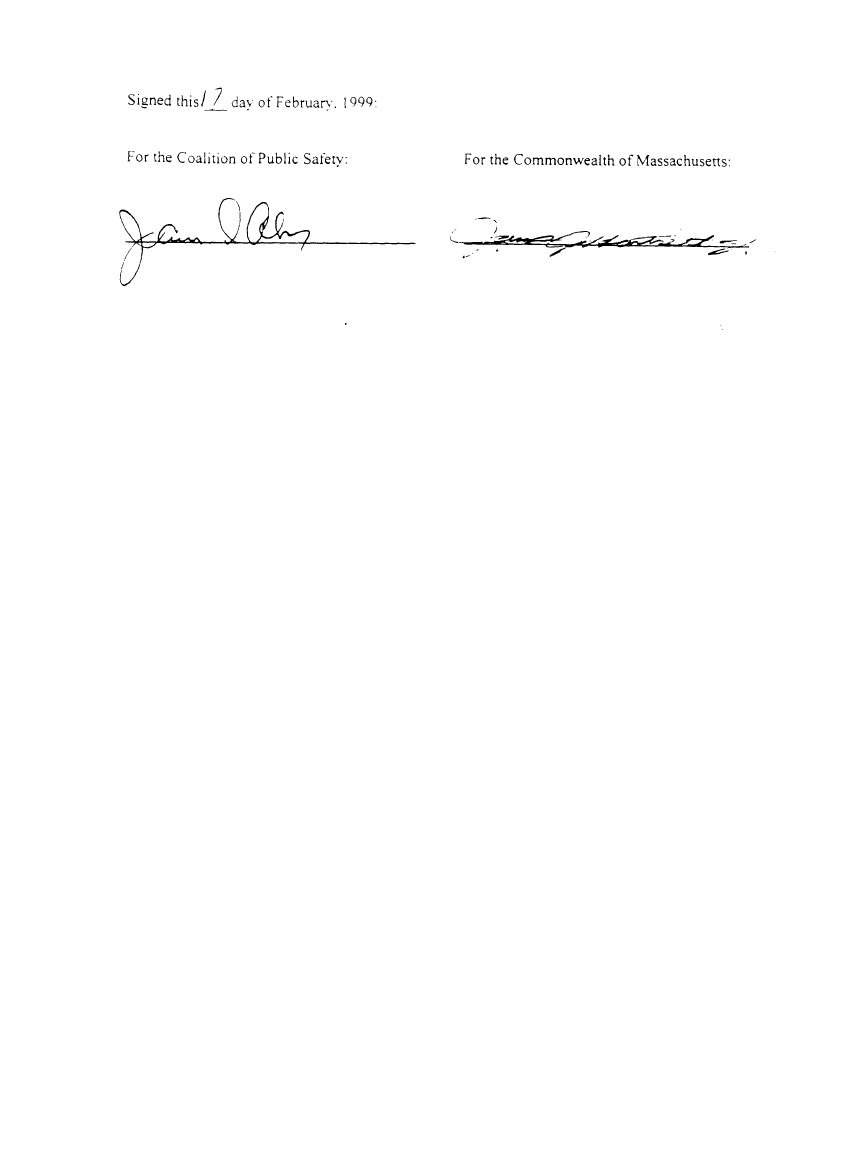 Signed this 17 day of February, 1999:
For the Coalition of Public Safety:
For the Commonwealth of Massachusetts: